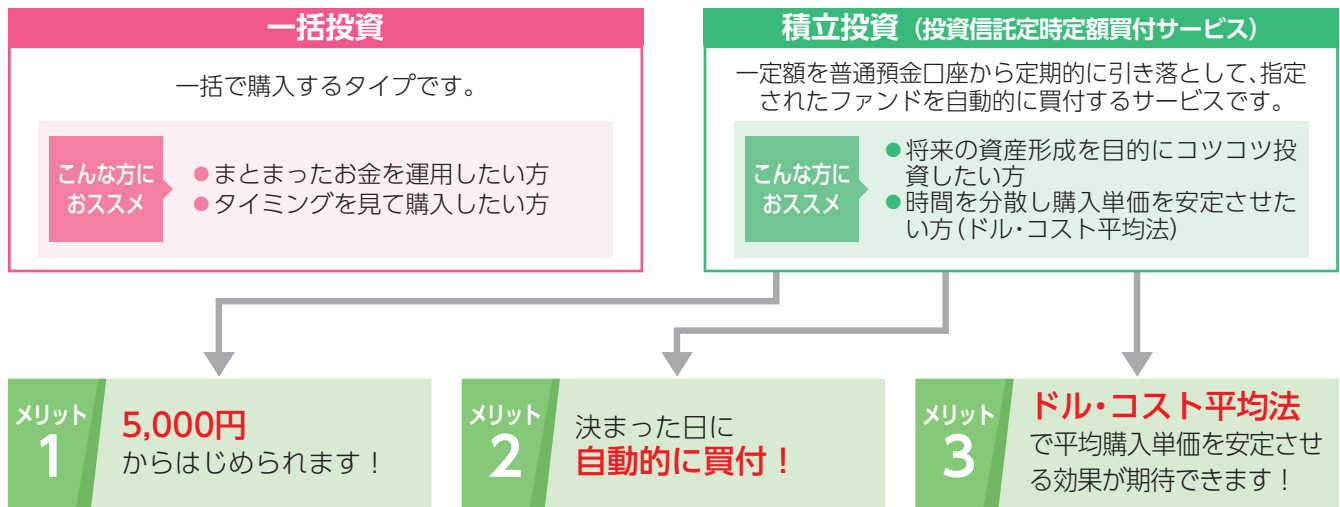 一括投資
一括で購入するタイプです。
こんな方に
おススメ
●まとまったお金を運用したい方
●タイミングを見て購入したい方
積立投資（投資信託定時定額買付サービス）
一定額を普通預金口座から定期的に引き落として、指定
されたファンドを自動的に買付するサービスです。
こんな方に
おススメ
●将来の資産形成を目的にコツコツ投
資したい方
●時間を分散し購入単価を安定させた
い方（ドル・コスト平均法）
メリット
1
5,000円
からはじめられます！
メリット
2
決まった日に
自動的に買付！
メリット
3
ドル・コスト平均法
で平均購入単価を安定させ
る効果が期待できます！